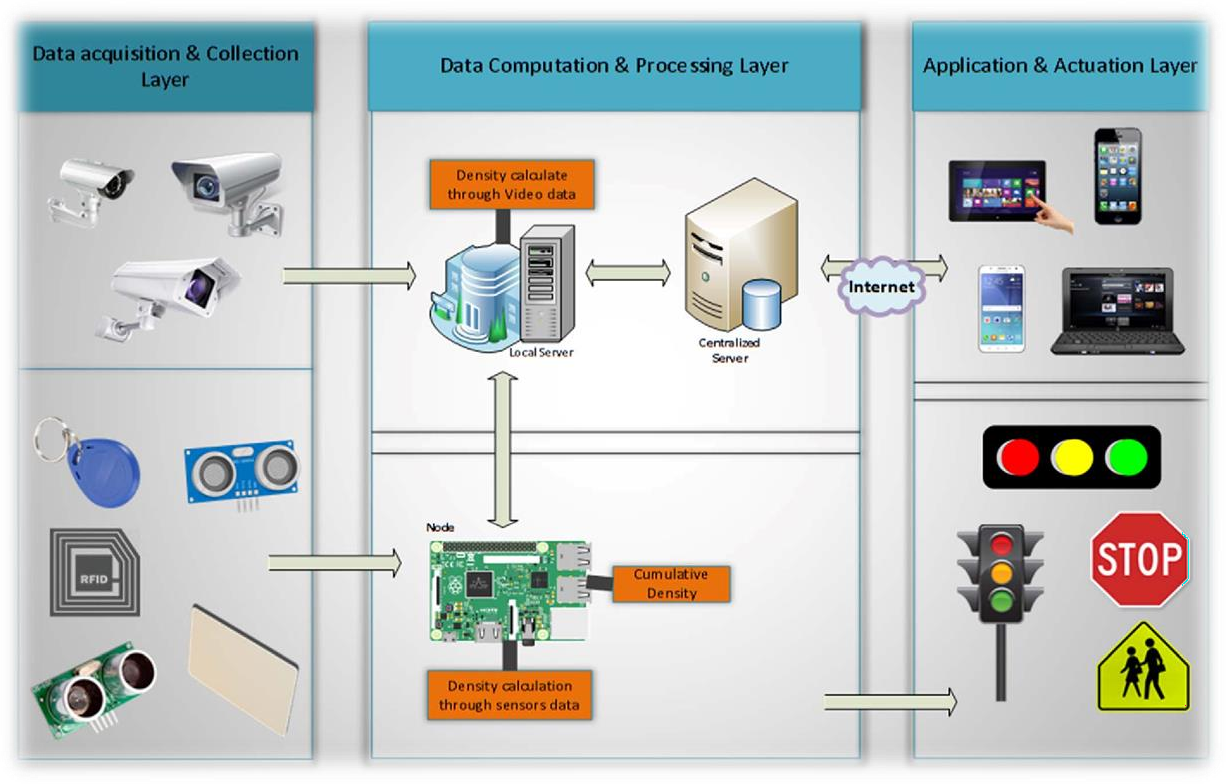 Data acquisition & Collection
Layer
Data Computation & Processing Layer
Application & Actuation Layer
Density calculate
through Video data
Local Server
Centralized
Server
Internet
Node
Cumulative
Density
Density calculation
through sensors data
RFID
STOP